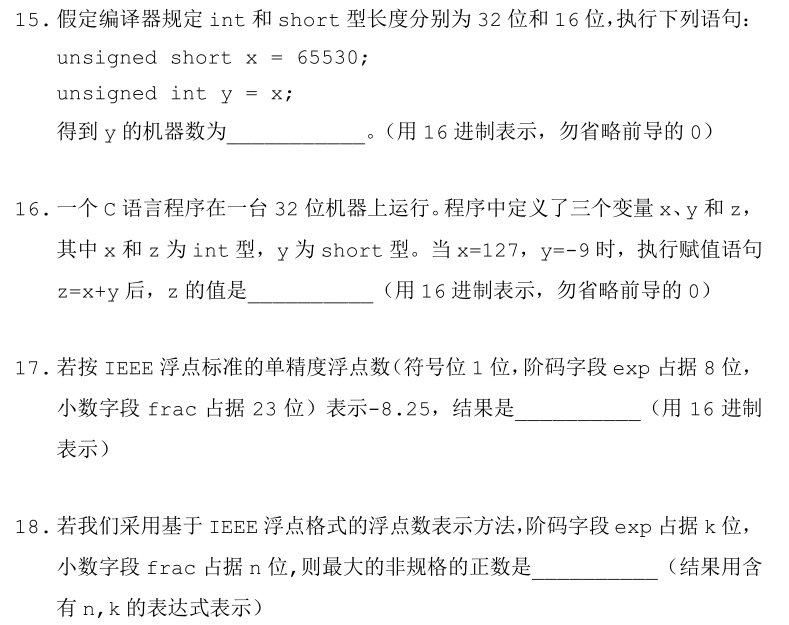 15.假定编译器规定 int 和 short 型长度分别为 32 位和 16 位,执行下列语句:
unsigned short x = 65530;
unsigned int y = x;
得到 y 的机器数为___________。(用 16 进制表示，勿省略前导的 0)
16.一个 C 语言程序在一台 32 位机器上运行。程序中定义了三个变量 x、y 和 z，
其中 x 和 z 为 int 型，y 为 short 型。当 x=127，y=-9 时，执行赋值语句
z=x+y 后，z 的值是__________（用 16 进制表示，勿省略前导的 0）
17.若按 IEEE 浮点标准的单精度浮点数(符号位 1 位,阶码字段 exp 占据 8 位，
小数字段 frac 占据 23 位）表示-8.25，结果是__________（用 16 进制
表示）
18.若我们采用基于 IEEE 浮点格式的浮点数表示方法,阶码字段 exp 占据 k 位，
小数字段 frac 占据 n 位,则最大的非规格的正数是__________（结果用含
有 n,k 的表达式表示）